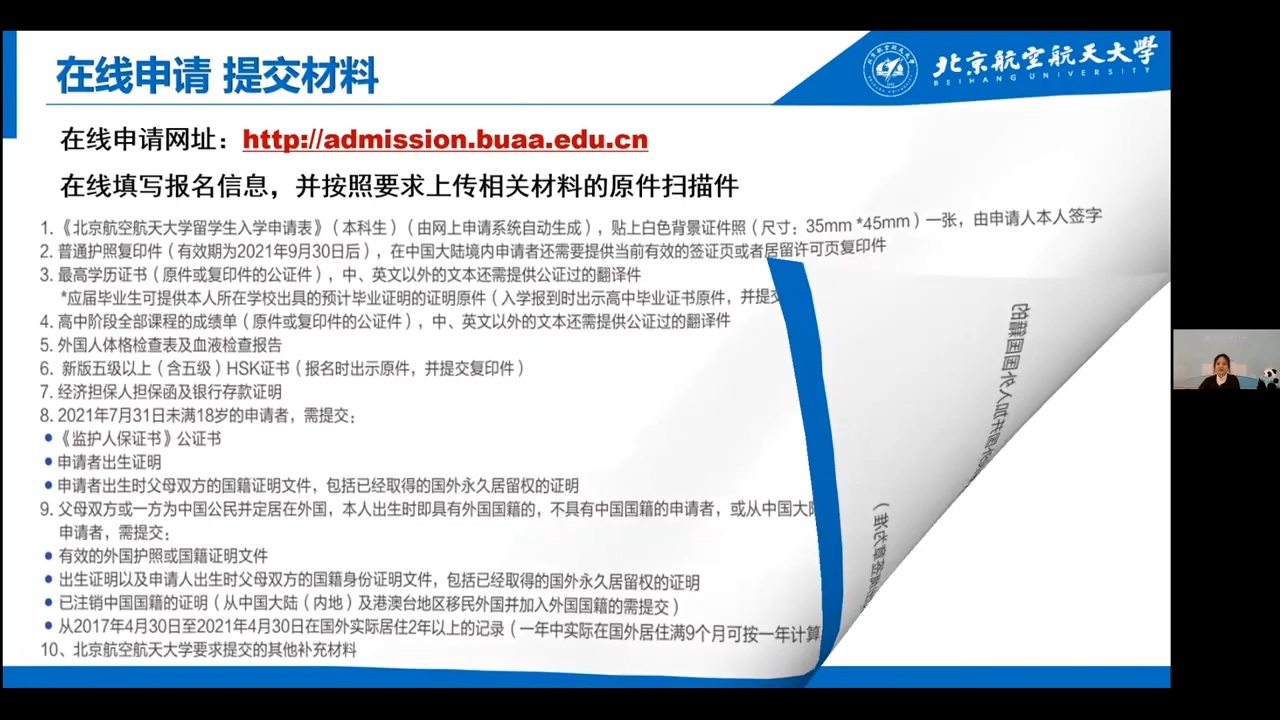 在线申请 提交材料
北京航空航天大學
BEIHANG UNIVERSITY
在线申请网址：http://admission.buaa.edu.cn
在线填写报名信息，并按照要求上传相关材料的原件扫描件
1.《北京航空航天大学留学生入学申请表》（本科生）（由网上申请系统自动生成），贴上白色背景证件照（尺寸：35mm *45mm）一张，由申请人本人签字
2. 普通护照复印件（有效期为2021年9月30日后），在中国大陆境内申请者还需要提供当前有效的签证页或者居留许可页复印件
3. 最高学历证书（原件或复印件的公证件），中、英文以外的文本还需提供公证过的翻译件
*应届毕业生可提供本人所在学校出具的预计毕业证明的证明原件（入学报到时出示高中毕业证书原件，并提交
4. 高中阶段全部课程的成绩单（原件或复印件的公证件），中、英文以外的文本还需提供公证过的翻译件
5. 外国人体格检查表及血液检查报告
6. 新版五级以上（含五级）HSK证书（报名时出示原件，并提交复印件）
7. 经济担保人担保函及银行存款证明
8. 2021年7月31日未满18岁的申请者，需提交：
• 《监护人保证书》公证书
• 申请者出生证明
• 申请者出生时父母双方的国籍证明文件，包括已经取得的国外永久居留权的证明
9. 父母双方或一方为中国公民并定居在外国，本人出生时即具有外国国籍的，不具有中国国籍的申请者，或从中国大
申请者，需提交：
• 有效的外国护照或国籍证明文件
• 出生证明以及申请人出生时父母双方的国籍身份证明文件，包括已经取得的国外永久居留权的证明
• 已注销中国国籍的证明（从中国大陆（内地）及港澳台地区移民外国并加入外国国籍的需提交）
• 从2017年4月30日至2021年4月30日在国外实际居住2年以上的记录（一年中实际在国外居住满9个月可按一年计算
10、北京航空航天大学要求提交的其他补充材料